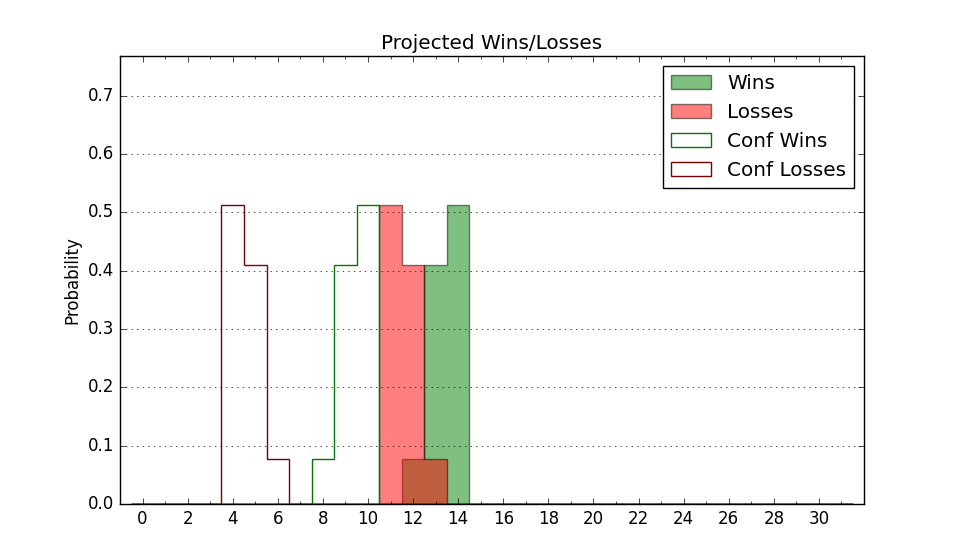 Projected Wins/Losses
Wins
Losses
Conf Wins
Conf Losses
Probability
0.7
0.6
0.5
0.4
0.3
0.2
0.1
0.0
0 2 4 6 8 10 12 14 16 18 20 22 24 26 28 30